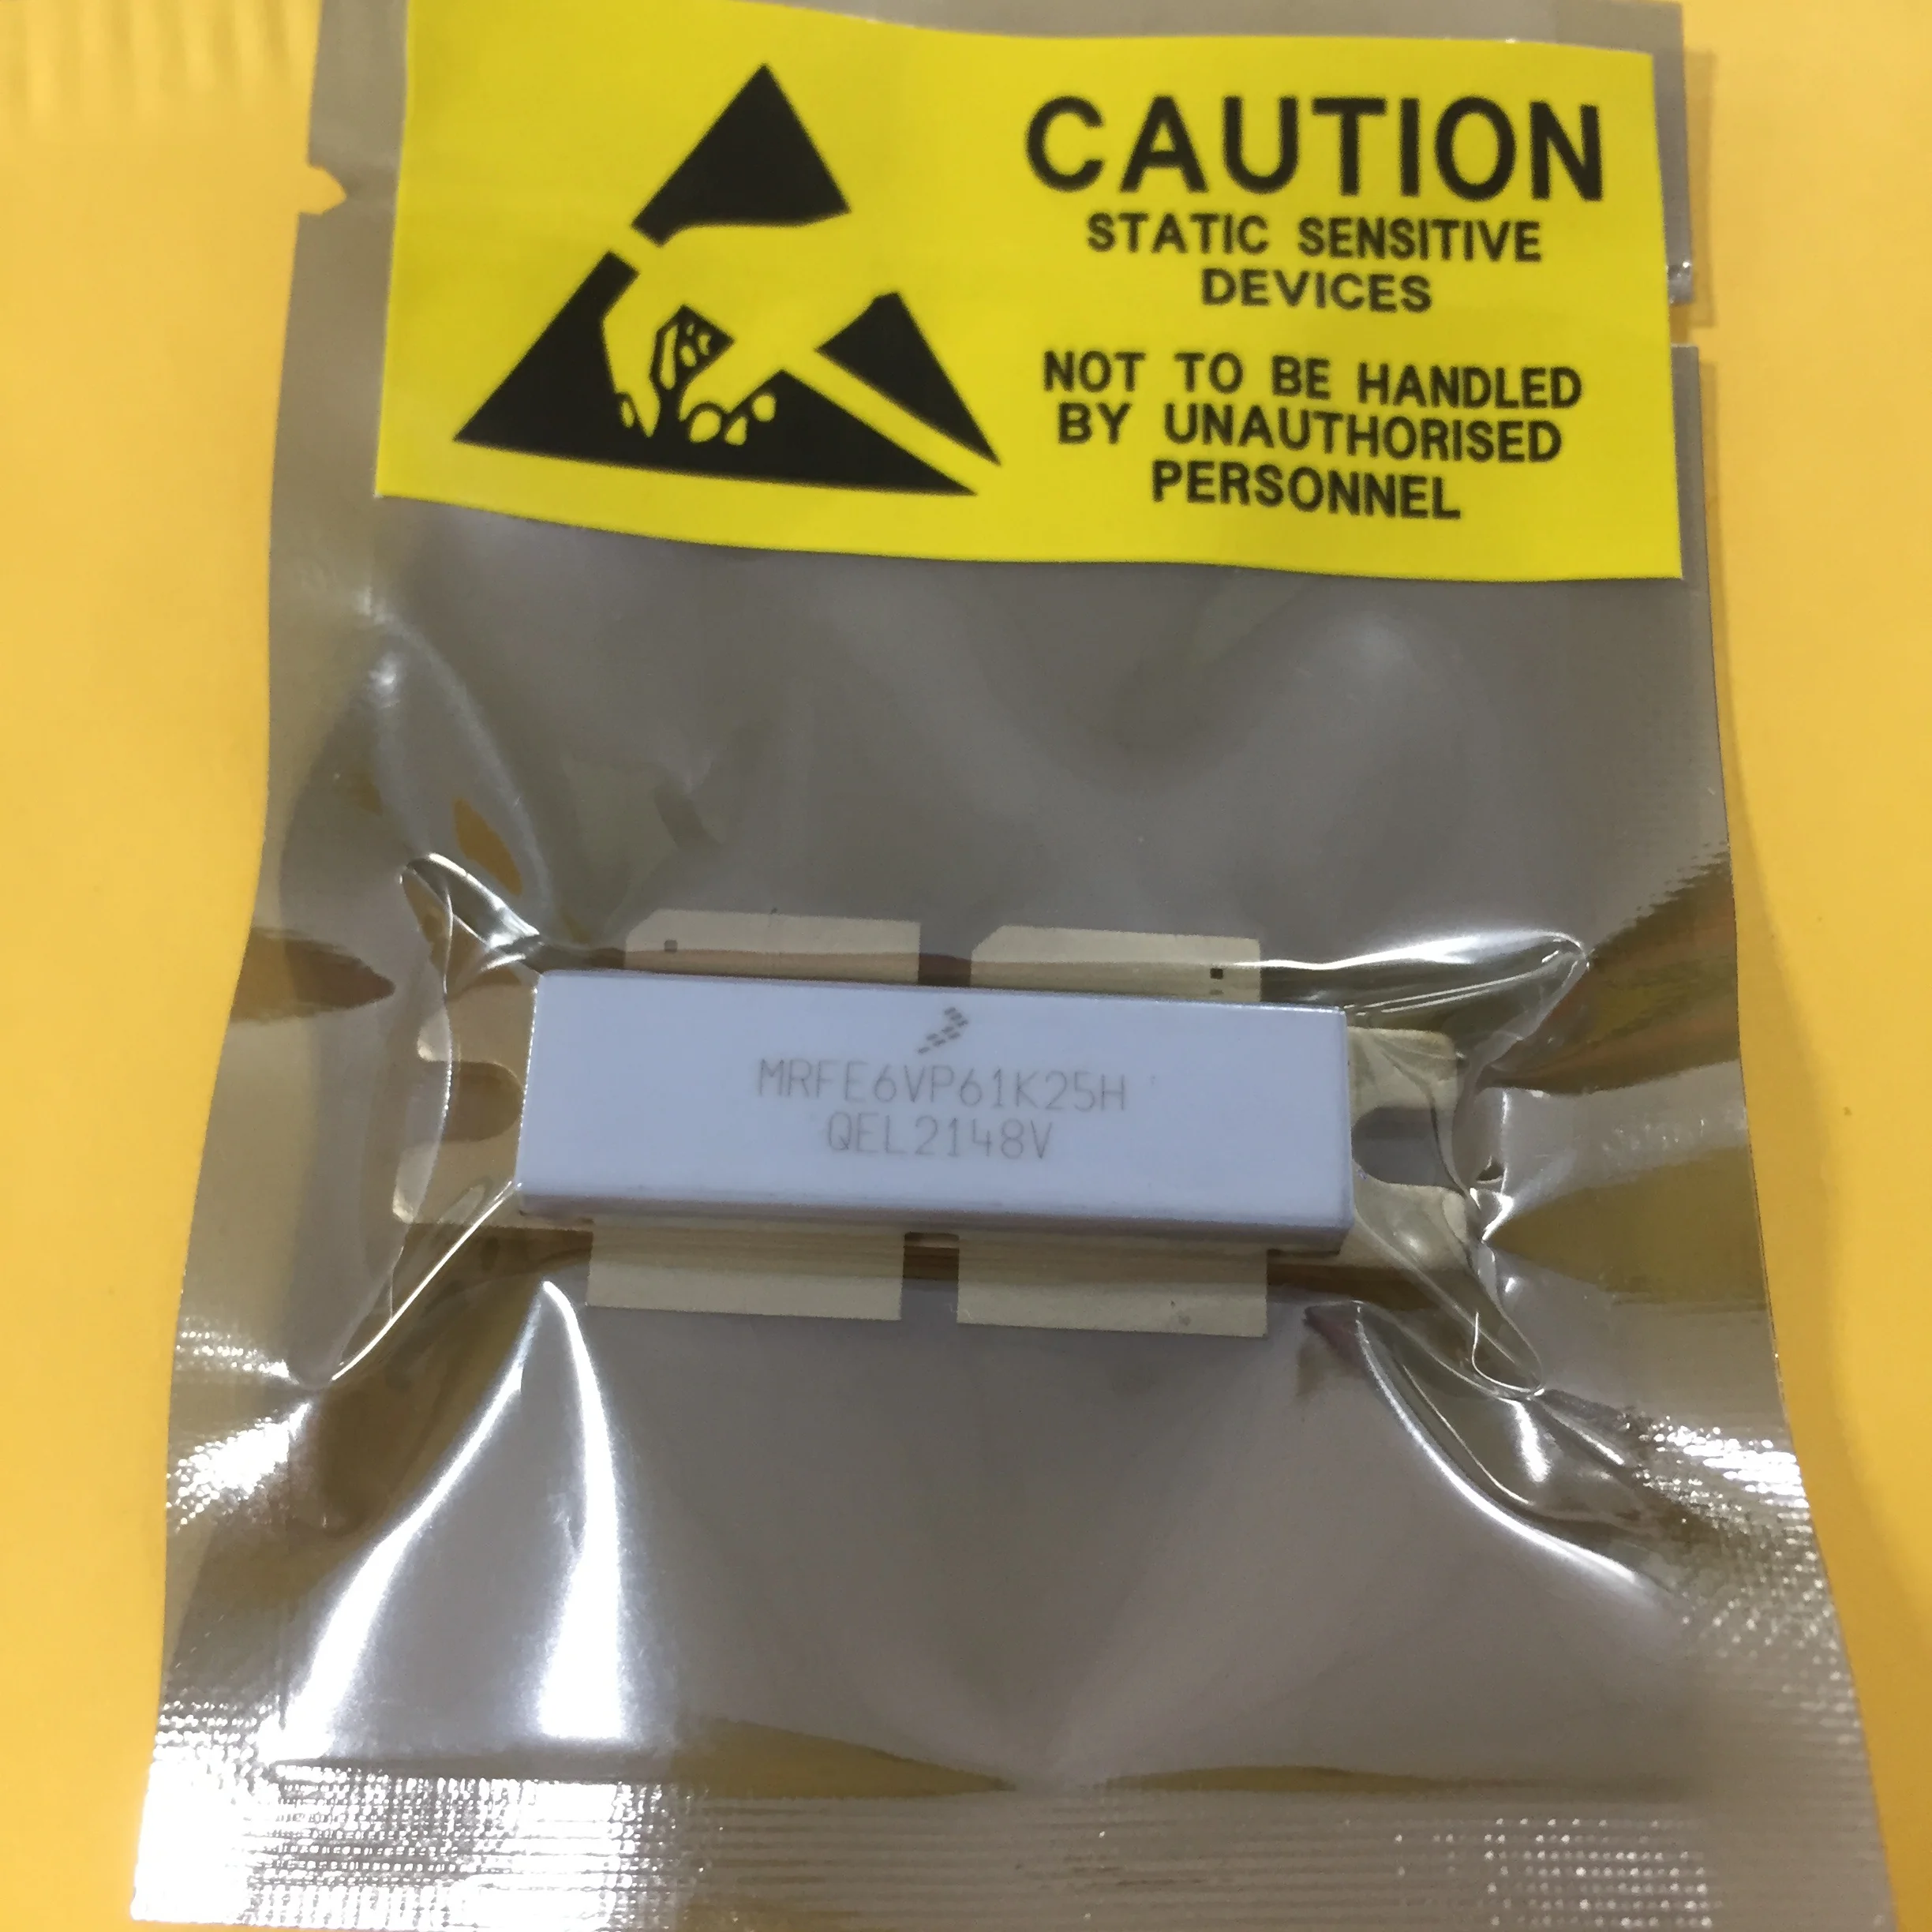 CAUTION
STATIC SENSITIVE
DEVICES
NOT TO BE HANDLED
BY UNAUTHORISED
PERSONNEL
MRFE6VP61K25H
QEL2148V